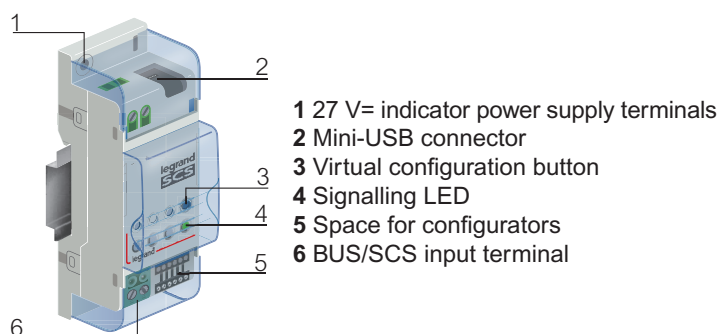 1
2
legrand
SCS
3
4
legrand
5
6
1 27 V= indicator power supply terminals
2 Mini-USB connector
3 Virtual configuration button
4 Signalling LED
5 Space for configurators
6 BUS/SCS input terminal